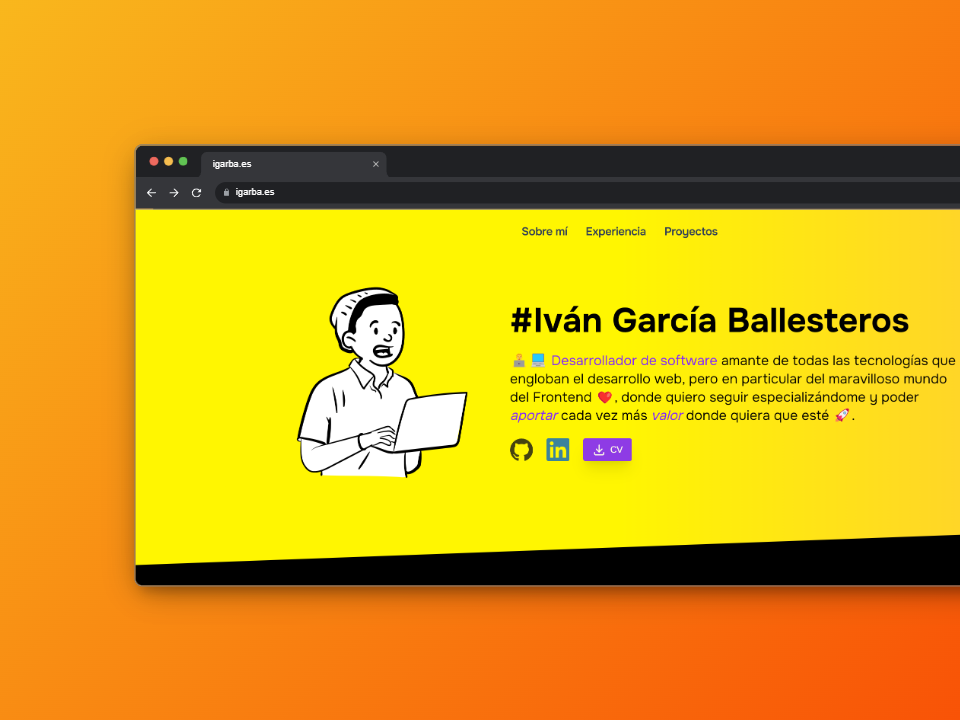 igarba.es
igarba.es
Sobre mí Experiencia Proyectos
#Iván García Ballesteros
Desarrollador de software amante de todas las tecnologías que
engloban el desarrollo web, pero en particular del maravilloso mundo
del Frontend ❤️, donde quiero seguir especializándome y poder
aportar cada vez más valor donde quiera que esté 🚀.
in CV